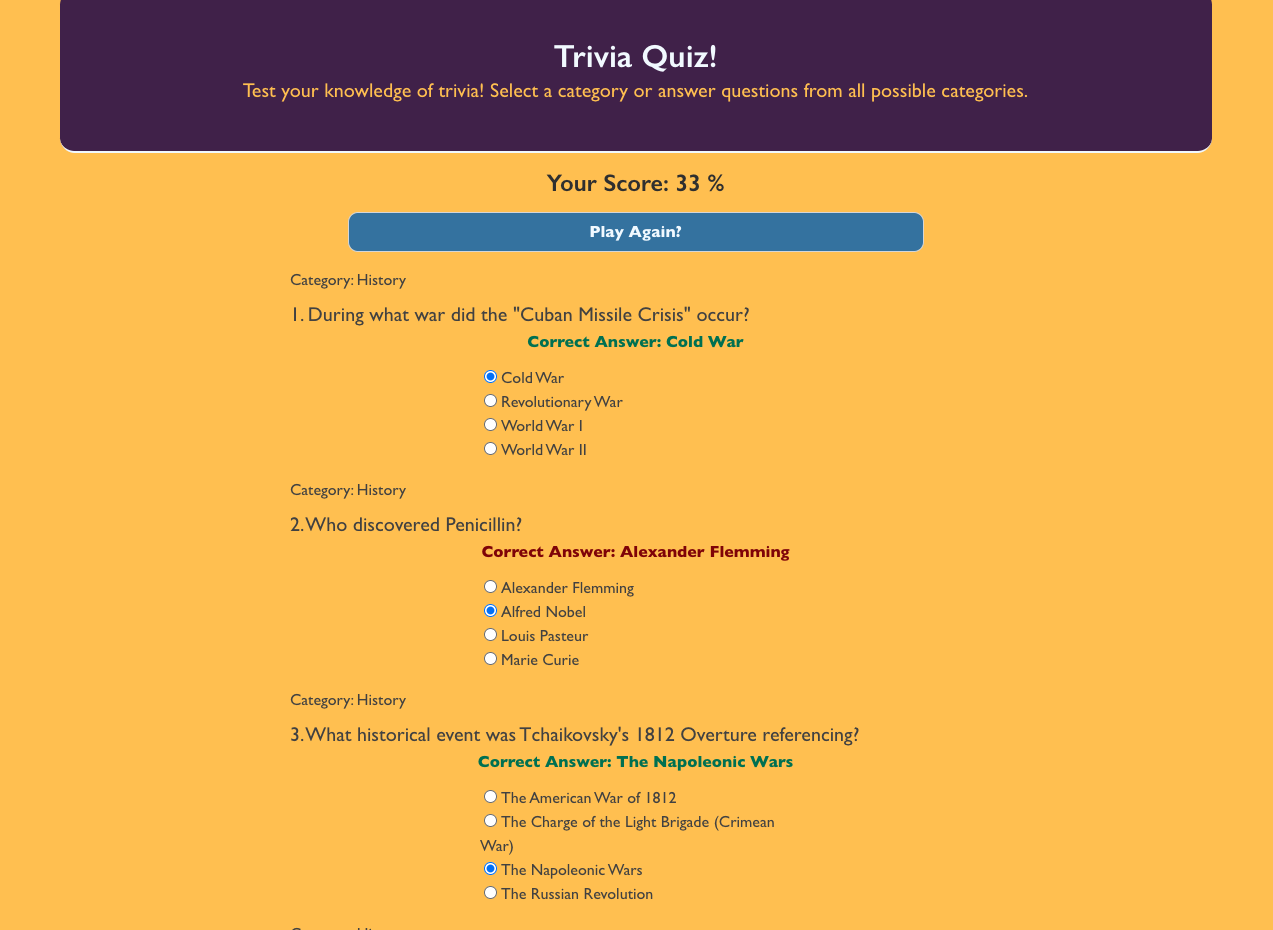 Trivia Quiz!
Test your knowledge of trivia! Select a category or answer questions from all possible categories.
Your Score: 33 %
Play Again?
Category: History
1. During what war did the "Cuban Missile Crisis" occur?
Correct Answer: Cold War
Cold War
Revolutionary War
World War I
World War II
Category: History
2. Who discovered Penicillin?
Correct Answer: Alexander Flemming
Alexander Flemming
Alfred Nobel
Louis Pasteur
Marie Curie
Category: History
3. What historical event was Tchaikovsky's 1812 Overture referencing?
Correct Answer: The Napoleonic Wars
The American War of 1812
The Charge of the Light Brigade (Crimean
War)
The Napoleonic Wars
The Russian Revolution